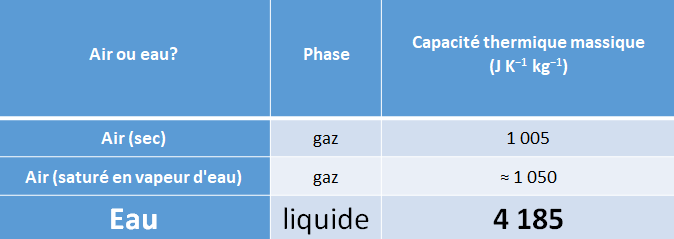 Air ou eau?
Phase
Capacité thermique massique
(J K⁻¹ kg⁻¹)
Air (sec)
gaz
1 005
Air (saturé en vapeur d'eau)
gaz
≈ 1 050
Eau
liquide
4 185